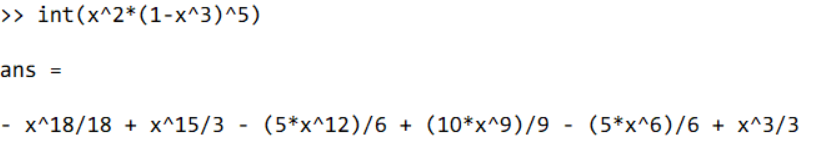 >> int(x^2*(1-x^3)^5)
ans =
- x^18/18 + x^15/3 - (5*x^12)/6 + (10*x^9)/9 - (5*x^6)/6 + x^3/3